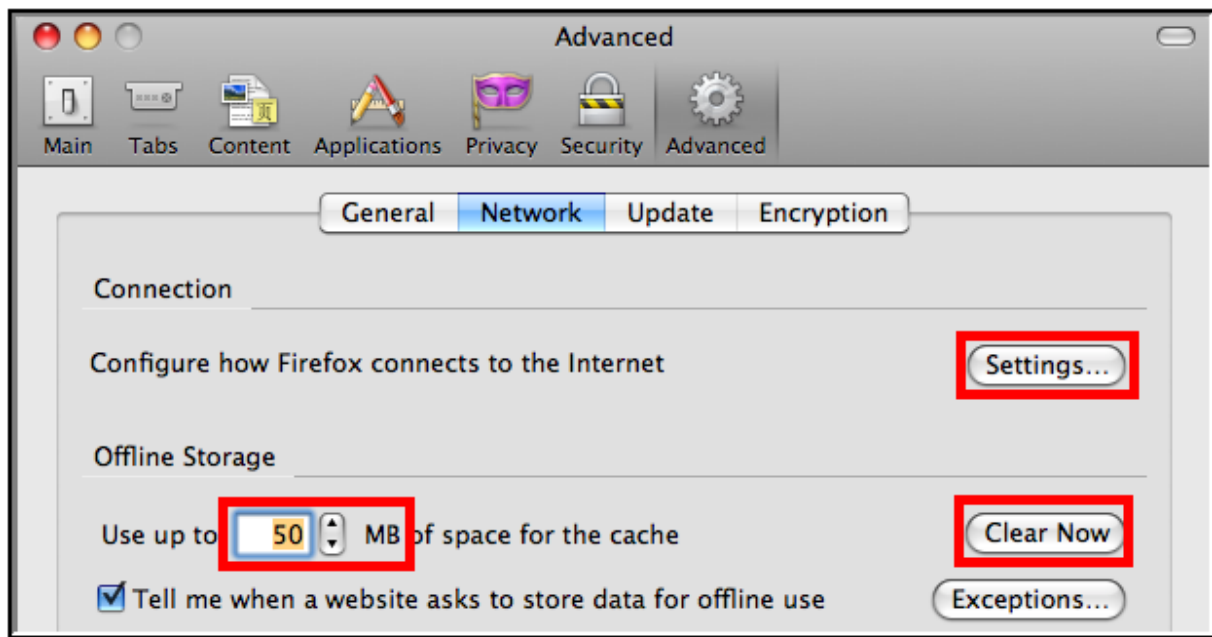 Advanced
Main Tabs Content Applications Privacy Security Advanced
General Network Update Encryption
Connection
Configure how Firefox connects to the Internet Settings...
Offline Storage
Use up to 50 MB of space for the cache Clear Now
Tell me when a website asks to store data for offline use Exceptions...